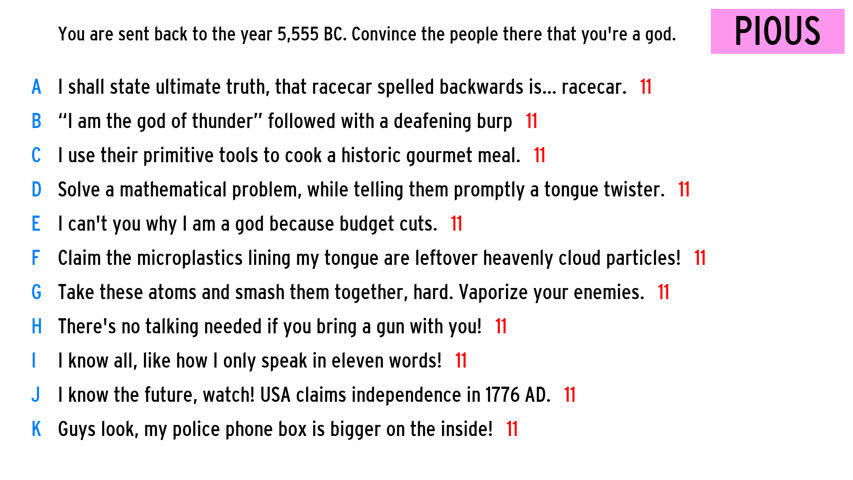 You are sent back to the year 5,555 BC. Convince the people there that you're a god.
PIOUS
A I shall state ultimate truth, that racecar spelled backwards is... racecar. 11
B “I am the god of thunder” followed with a deafening burp 11
C I use their primitive tools to cook a historic gourmet meal. 11
D Solve a mathematical problem, while telling them promptly a tongue twister. 11
E I can't you why I am a god because budget cuts. 11
F Claim the microplastics lining my tongue are leftover heavenly cloud particles! 11
G Take these atoms and smash them together, hard. Vaporize your enemies. 11
H There's no talking needed if you bring a gun with you! 11
I I know all, like how I only speak in eleven words! 11
J I know the future, watch! USA claims independence in 1776 AD. 11
K Guys look, my police phone box is bigger on the inside! 11